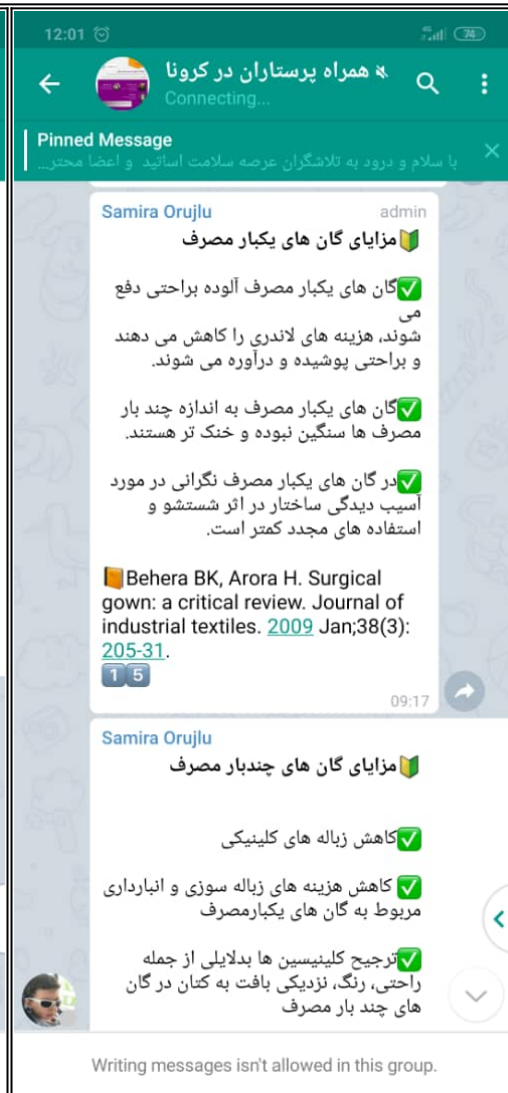 12:01
74
همراه پرستاران در کرونا
Connecting...
Pinned Message
با سلام و درود به تلاشگران عرصه سلامت اساتید و اعضا محتر...
Samira Orujlu
admin
🔰مزایای گان های یکبار مصرف
✅گان های یکبار مصرف آلوده براحتی دفع
می
شوند، هزینه های لاندری را کاهش می دهند
و براحتی پوشیده و درآوره می شوند.
✅گان های یکبار مصرف به اندازه چند بار
مصرف ها سنگین نبوده و خنک تر هستند.
✅در گان های یکبار مصرف نگرانی در مورد
آسیب دیدگی ساختار در اثر شستشو و
استفاده های مجدد کمتر است.
📙Behera BK, Arora H. Surgical
gown: a critical review. Journal of
industrial textiles. 2009 Jan;38(3):
205-31.
1️⃣5️⃣
09:17
Samira Orujlu
🔰مزایای گان های چندبار مصرف
✅کاهش زباله های کلینیکی
✅ کاهش هزینه های زباله سوزی و انبارداری
مربوط به گان های یکبارمصرف
✅ترجیح کلینیسین ها بدلایلی از جمله
راحتی، رنگ، نزدیکی بافت به کتان در گان
های چند بار مصرف
Writing messages isn't allowed in this group.